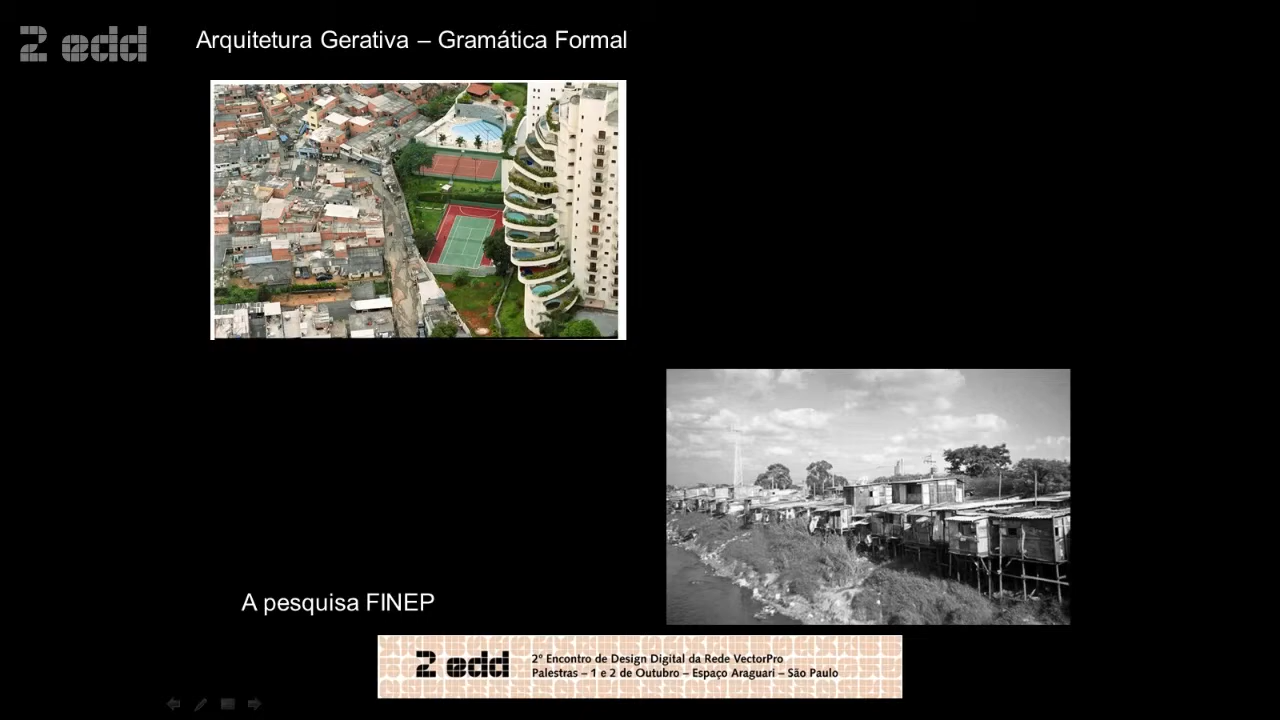 2 edd
Arquitetura Gerativa – Gramática Formal
A pesquisa FINEP
2 edd
2º Encontro de Design Digital da Rede VectorPro
Palestras – 1 e 2 de Outubro – Espaço Araguari – São Paulo